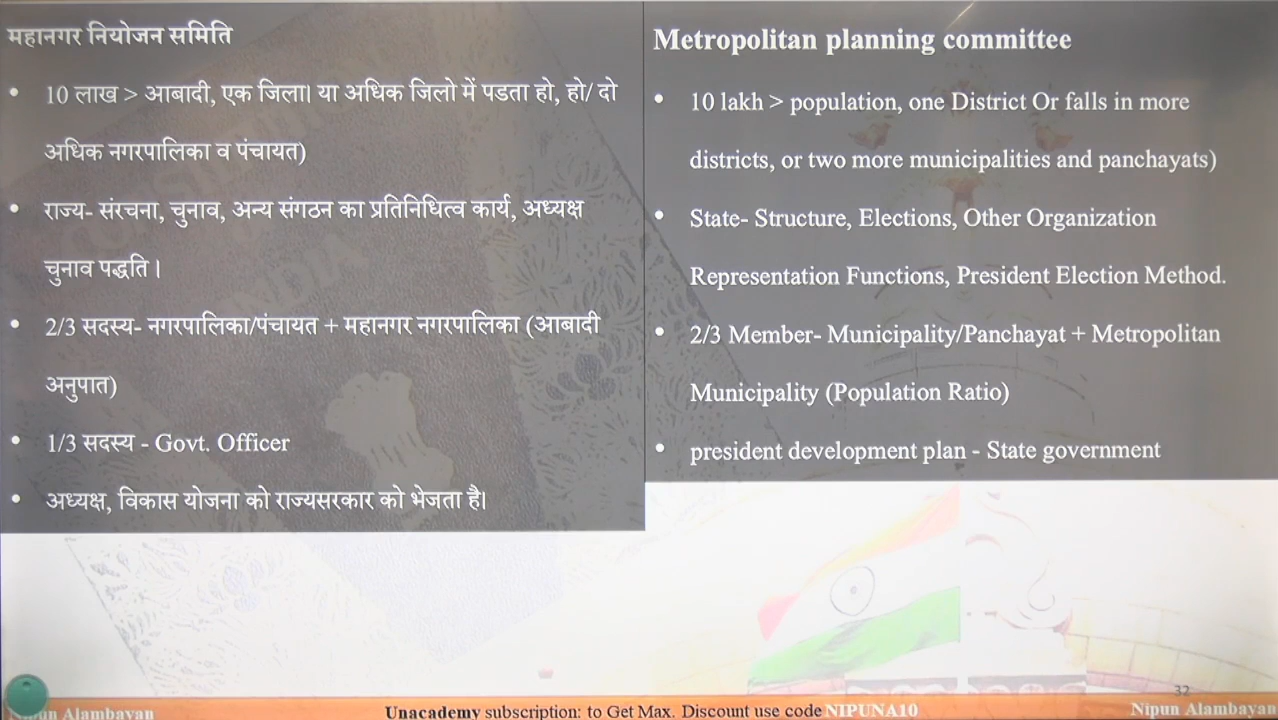 महानगर नियोजन समिति
• 10 लाख > आबादी, एक जिला। या अधिक जिलो में पडता हो, हो/ दो
अधिक नगरपालिका व पंचायत)
• राज्य- संरचना, चुनाव, अन्य संगठन का प्रतिनिधित्व कार्य, अध्यक्ष
चुनाव पद्धति ।
• 2/3 सदस्य- नगरपालिका/पंचायत + महानगर नगरपालिका (आबादी
अनुपात)
• 1/3 सदस्य - Govt. Officer
• अध्यक्ष, विकास योजना को राज्यसरकार को भेजता है।
Metropolitan planning committee
• 10 lakh > population, one District Or falls in more
districts, or two more municipalities and panchayats)
• State- Structure, Elections, Other Organization
Representation Functions, President Election Method.
• 2/3 Member- Municipality/Panchayat + Metropolitan
Municipality (Population Ratio)
• president development plan - State government
32
Alambayan
Unacademy subscription: to Get Max. Discount use code NIPUNA10
Nipun Alambayan